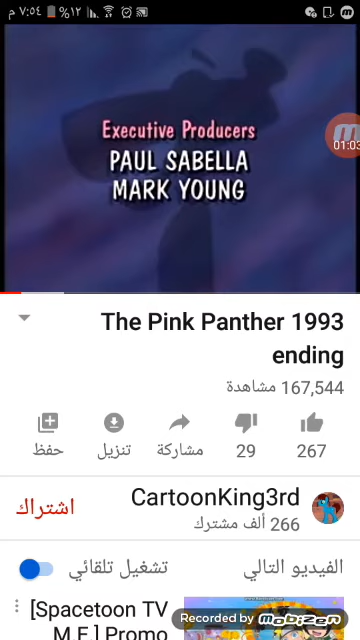 ٧:٥٤ م
%١٢
01:03
Executive Producers
PAUL SABELLA
MARK YOUNG
The Pink Panther 1993
ending
167,544 مشاهدة
267
29
مشاركة
تنزيل
حفظ
CartoonKing3rd
266 ألف مشترك
اشتراك
الفيديو التالي
تشغيل تلقائي
[Spacetoon TV
M.E.] Promo
Recorded by mobizen